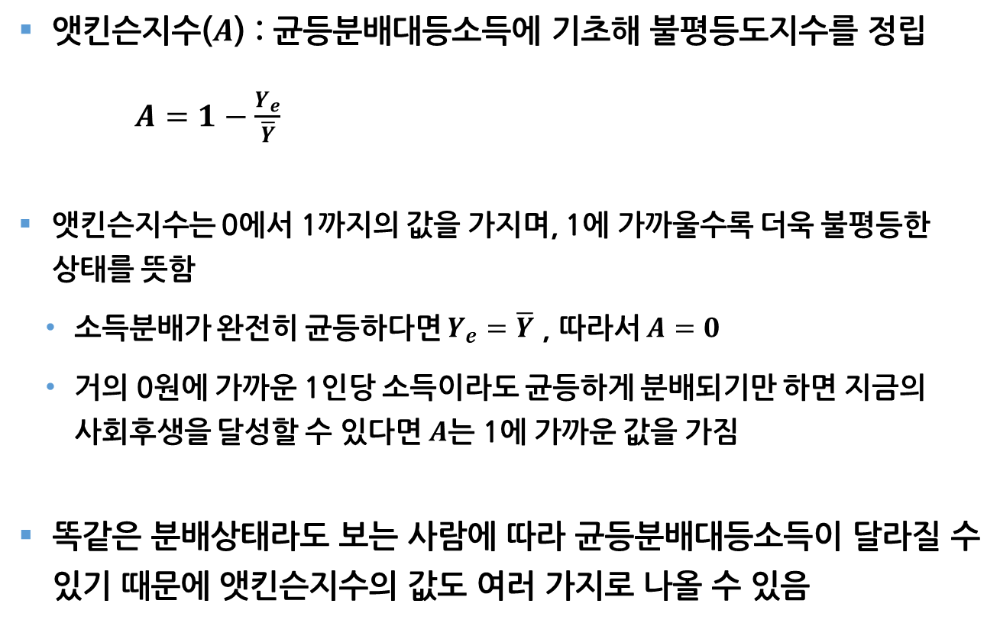 ▪ 앳킨슨지수(A) : 균등분배대등소득에 기초해 불평등도지수를 정립
A = 1 − Y_e / Ȳ
▪ 앳킨슨지수는 0에서 1까지의 값을 가지며, 1에 가까울수록 더욱 불평등한
상태를 뜻함
• 소득분배가 완전히 균등하다면 Y_e = Ȳ , 따라서 A = 0
• 거의 0원에 가까운 1인당 소득이라도 균등하게 분배되기만 하면 지금의
사회후생을 달성할 수 있다면 A는 1에 가까운 값을 가짐
▪ 똑같은 분배상태라도 보는 사람에 따라 균등분배대등소득이 달라질 수
있기 때문에 앳킨슨지수의 값도 여러 가지로 나올 수 있음